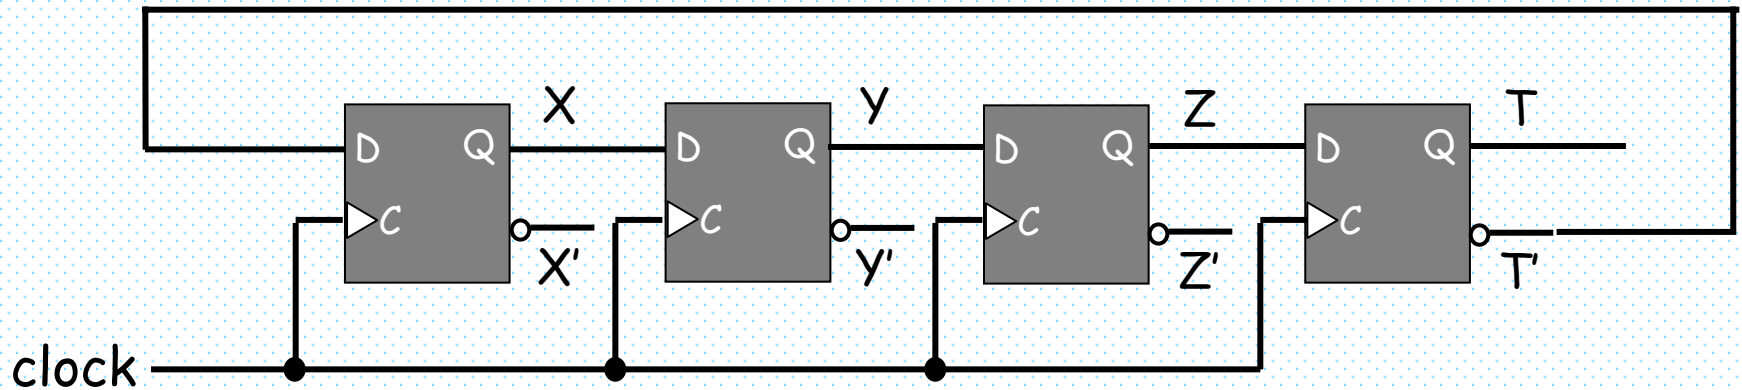 X Y Z T
D Q D Q D Q D Q
C C C C
X' Y' Z' T'
clock